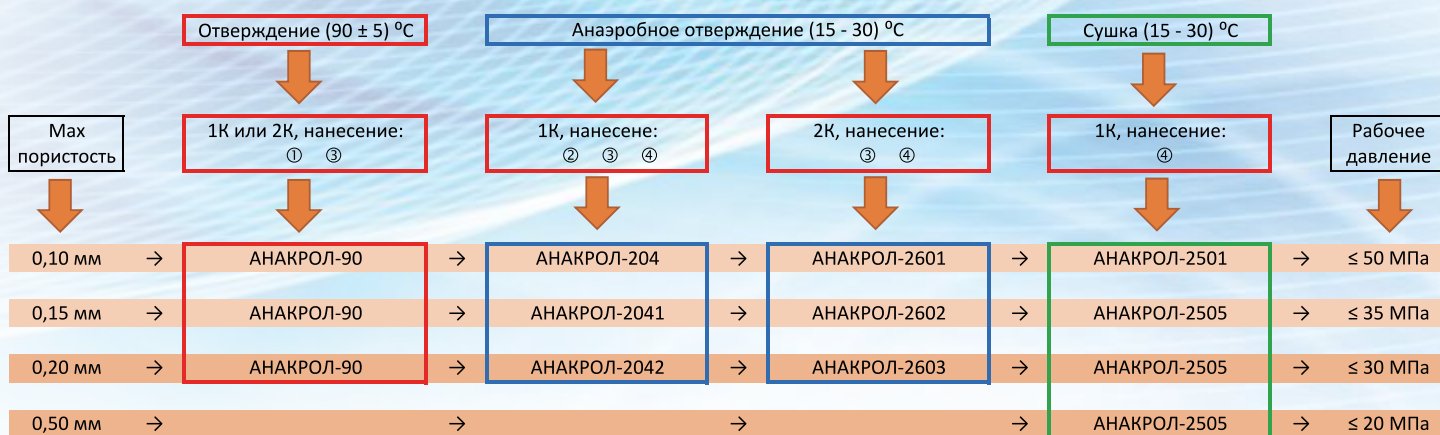 Отверждение (90 ± 5) ⁰С
Анаэробное отверждение (15 - 30) ⁰С
Сушка (15 - 30) ⁰С
Max
пористость
1К или 2К, нанесение:
① ③
1К, нанесене:
② ③ ④
2К, нанесение:
③ ④
1К, нанесение:
④
Рабочее
давление
0,10 мм → АНАКРОЛ-90 → АНАКРОЛ-204 → АНАКРОЛ-2601 → АНАКРОЛ-2501 → ≤ 50 МПа
0,15 мм → АНАКРОЛ-90 → АНАКРОЛ-2041 → АНАКРОЛ-2602 → АНАКРОЛ-2505 → ≤ 35 МПа
0,20 мм → АНАКРОЛ-90 → АНАКРОЛ-2042 → АНАКРОЛ-2603 → АНАКРОЛ-2505 → ≤ 30 МПа
0,50 мм → → → → АНАКРОЛ-2505 → ≤ 20 МПа